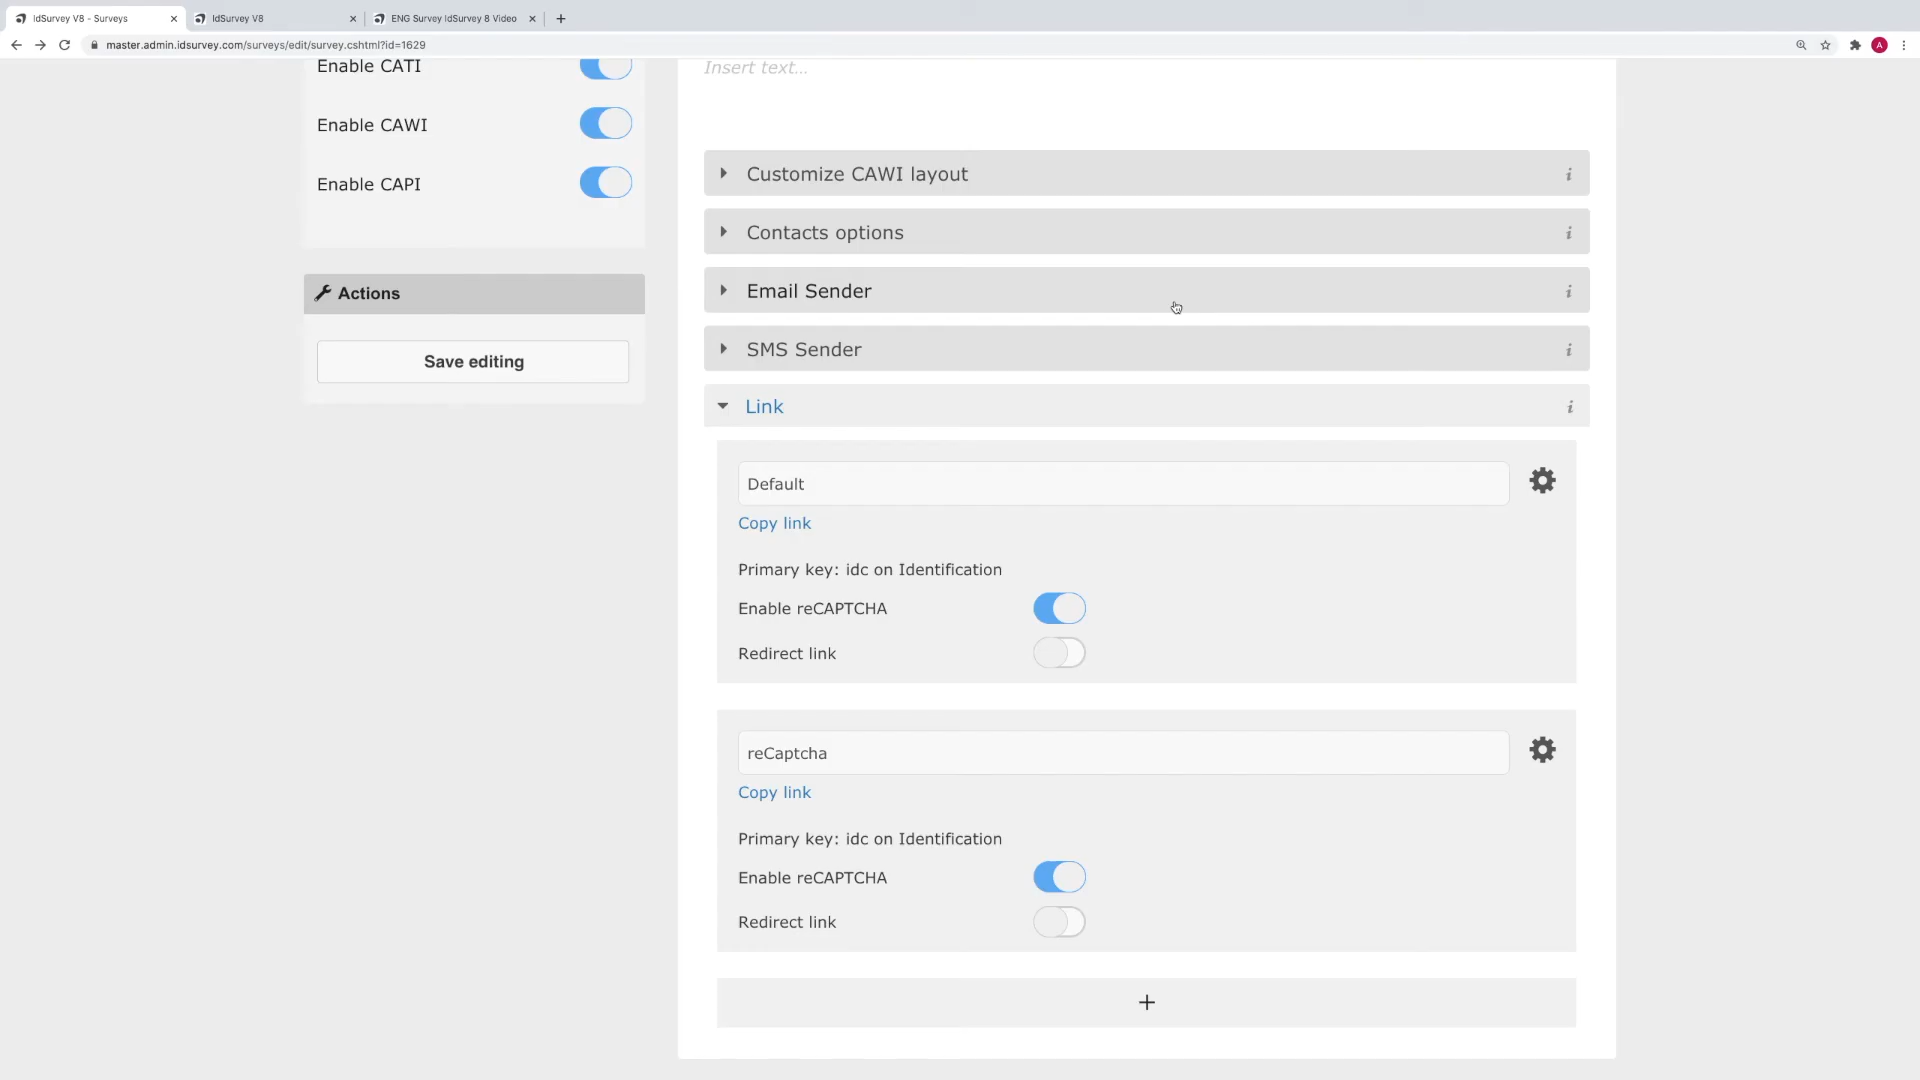 IdSurvey V8 - Surveys
IdSurvey V8
ENG Survey IdSurvey 8 Video
master.admin.idsurvey.com/surveys/edit/survey.cshtml?id=1629
A
Enable CATI
Enable CAWI
Enable CAPI
Actions
Save editing
Insert text...
Customize CAWI layout
i
Contacts options
i
Email Sender
i
SMS Sender
i
Link
i
Default
Copy link
Primary key: idc on Identification
Enable reCAPTCHA
Redirect link
reCaptcha
Copy link
Primary key: idc on Identification
Enable reCAPTCHA
Redirect link
+